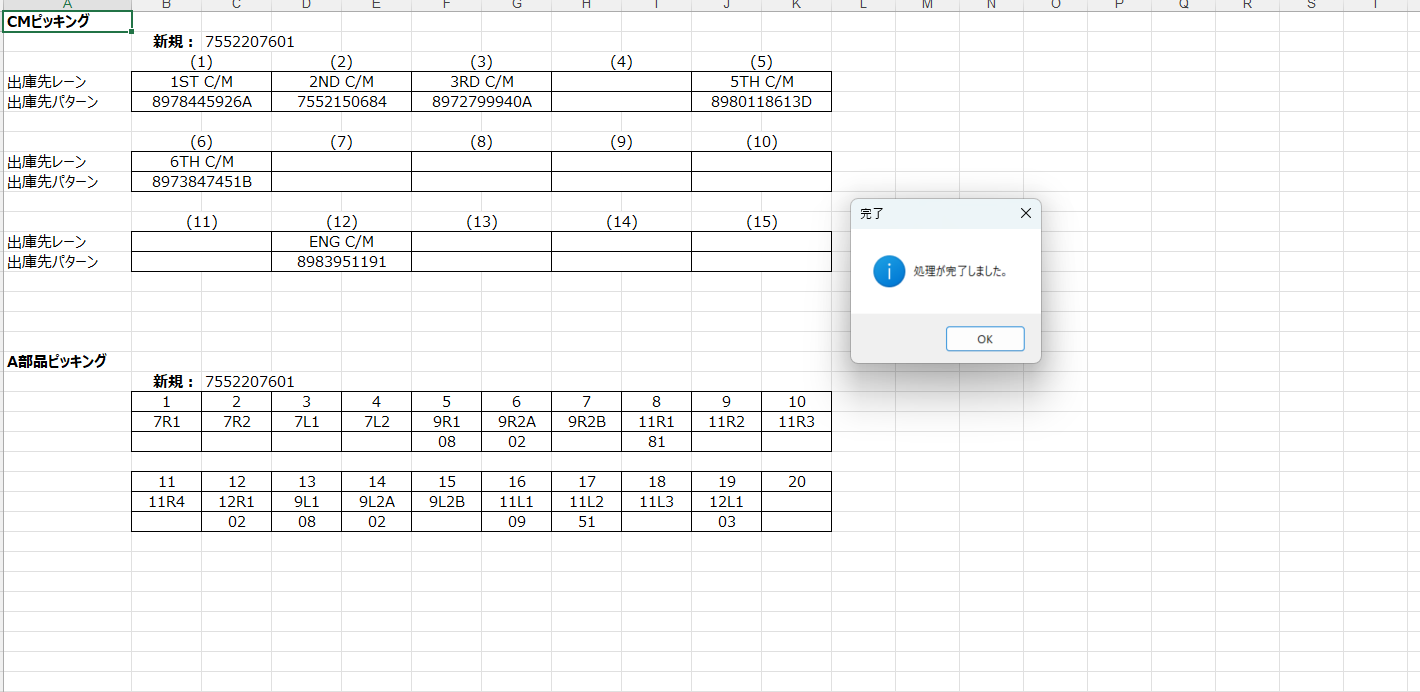 A B C D E F G H I J K L M N O P Q R S T
CMピッキング
新規： 7552207601
(1) (2) (3) (4) (5)
出庫先レーン 1ST C/M 2ND C/M 3RD C/M 5TH C/M
出庫先パターン 8978445926A 7552150684 8972799940A 8980118613D
(6) (7) (8) (9) (10)
出庫先レーン 6TH C/M
出庫先パターン 8973847451B
(11) (12) (13) (14) (15)
出庫先レーン ENG C/M
出庫先パターン 8983951191
A部品ピッキング
新規： 7552207601
1 2 3 4 5 6 7 8 9 10
7R1 7R2 7L1 7L2 9R1 9R2A 9R2B 11R1 11R2 11R3
08 02 81
11 12 13 14 15 16 17 18 19 20
11R4 12R1 9L1 9L2A 9L2B 11L1 11L2 11L3 12L1
02 08 02 09 51 03
完了
処理が完了しました。
OK